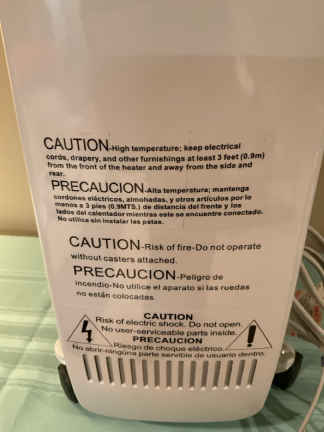 CAUTION-High temperature; keep electrical
cords, drapery, and other furnishings at least 3 feet (0.9m)
from the front of the heater and away from the side and
rear.
PRECAUCION-Alta temperatura; mantenga
cordones eléctricos, almohadas, y otros artículos por lo
menos a 3 pies (0.9MTS.) de distancia del frente y los
lados del calentador mientras este se encuentre conectado.
No utilice sin instalar las patas.
CAUTION-Risk of fire-Do not operate
without casters attached.
PRECAUCION-Peligro de
incendio-No utilice el aparato si las ruedas
no están colocadas.
CAUTION
Risk of electric shock. Do not open.
No user-serviceable parts inside.
PRECAUCION
Riesgo de choque eléctrico.
No abrir-ningúna parte servible de usuario dentro.